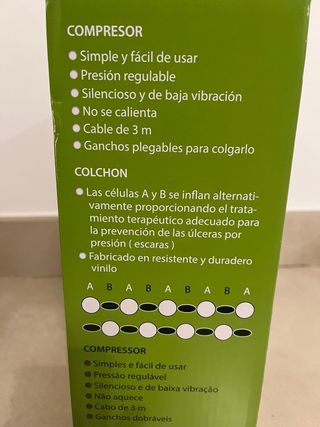 COMPRESOR
Simple y fácil de usar
Presión regulable
Silencioso y de baja vibración
No se calienta
Cable de 3 m
Ganchos plegables para colgarlo
COLCHON
Las células A y B se inflan alternati-
vamente proporcionando el trata-
miento terapéutico adecuado para
la prevención de las úlceras por
presión ( escaras )
Fabricado en resistente y duradero
vinilo
A B A B A B A
COMPRESSOR
Simples e fácil de usar
Pressão regulável
Silencioso e de baixa vibração
Não aquece
Cabo de 3 m
Ganchos dobráveis